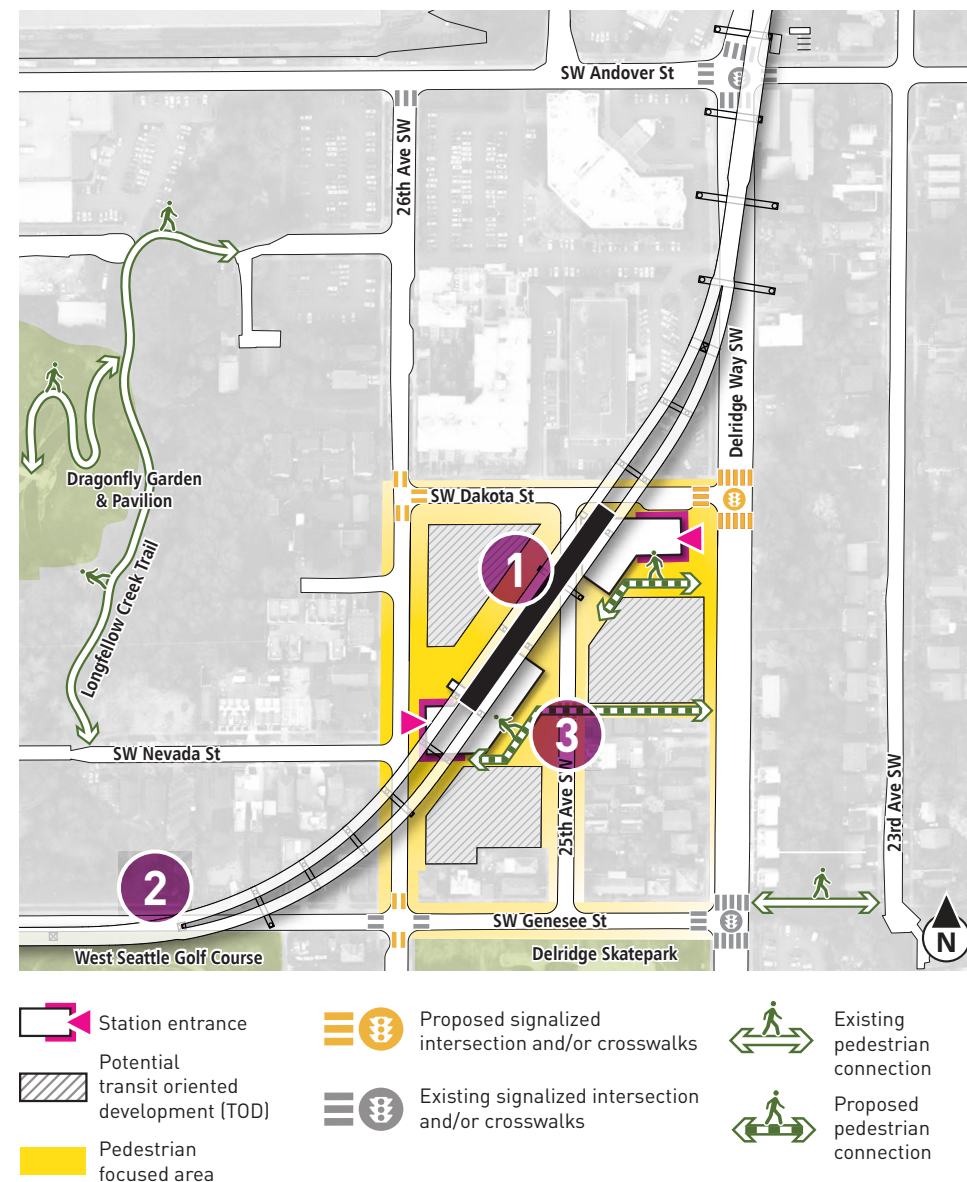 SW Andover St
26th Ave SW
Delridge Way SW
Dragonfly Garden
& Pavilion
SW Dakota St
1
Longfellow Creek Trail
3
SW Nevada St
25th Ave SW
23rd Ave SW
2
SW Genesee St
N
West Seattle Golf Course
Delridge Skatepark
Station entrance
Potential
transit oriented
development (TOD)
Pedestrian
focused area
Proposed signalized
intersection and/or crosswalks
Existing signalized intersection
and/or crosswalks
Existing
pedestrian
connection
Proposed
pedestrian
connection